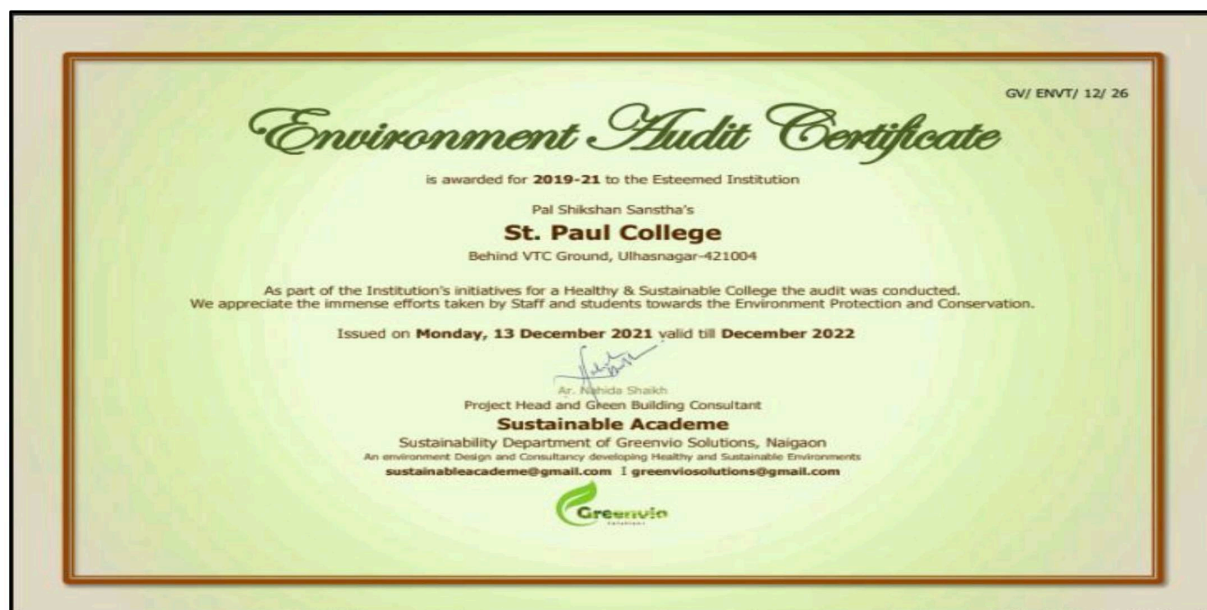 GV/ ENVT/ 12/ 26
Environment Audit Certificate
is awarded for 2019-21 to the Esteemed Institution
Pal Shikshan Sanstha's
St. Paul College
Behind VTC Ground, Ulhasnagar-421004
As part of the Institution's initiatives for a Healthy & Sustainable College the audit was conducted.
We appreciate the immense efforts taken by Staff and students towards the Environment Protection and Conservation.
Issued on Monday, 13 December 2021 valid till December 2022
Ar. Nahida Shaikh
Project Head and Green Building Consultant
Sustainable Academe
Sustainability Department of Greenvio Solutions, Naigaon
An environment Design and Consultancy developing Healthy and Sustainable Environments
sustainableacademe@gmail.com I greenviosolutions@gmail.com
Greenvio
Solutions